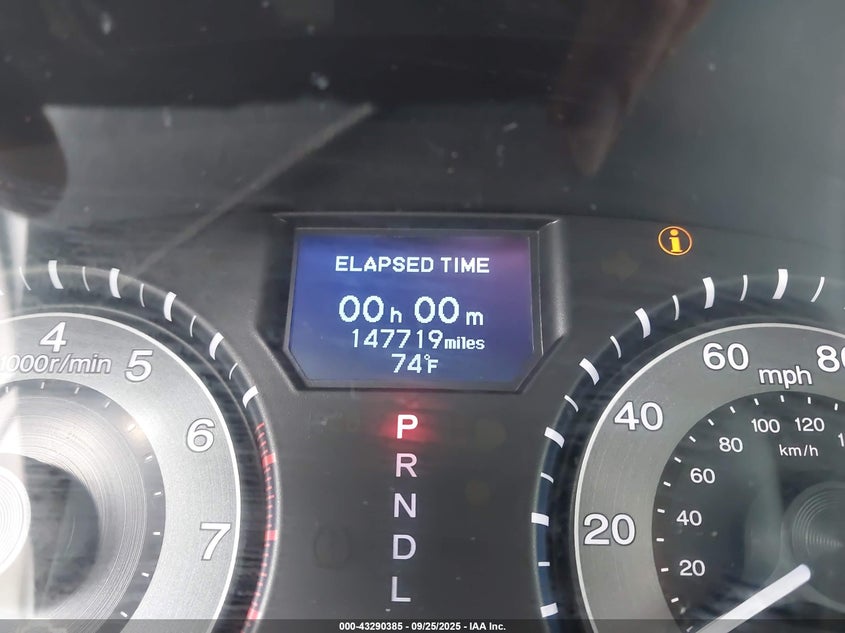 ELAPSED TIME
00h 00m
147719miles
74°F
P
R
N
D
L
4
5
6
7
1000r/min
20
40
60
80
mph
20
40
60
80
100
120
km/h
000-43290385 - 09/25/2025 - IAA Inc.